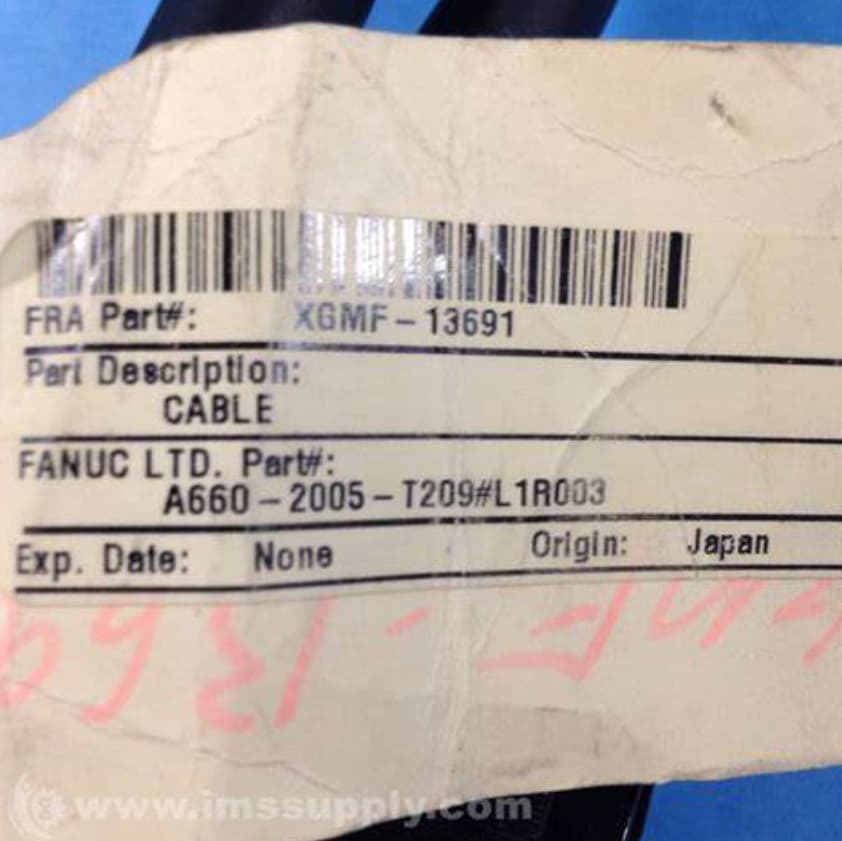 FRA Part#: XGMF-13691
Part Description:
CABLE
FANUC LTD. Part#:
A660-2005-T209#L1R003
Exp. Date: None Origin: Japan
www.imssupply.com